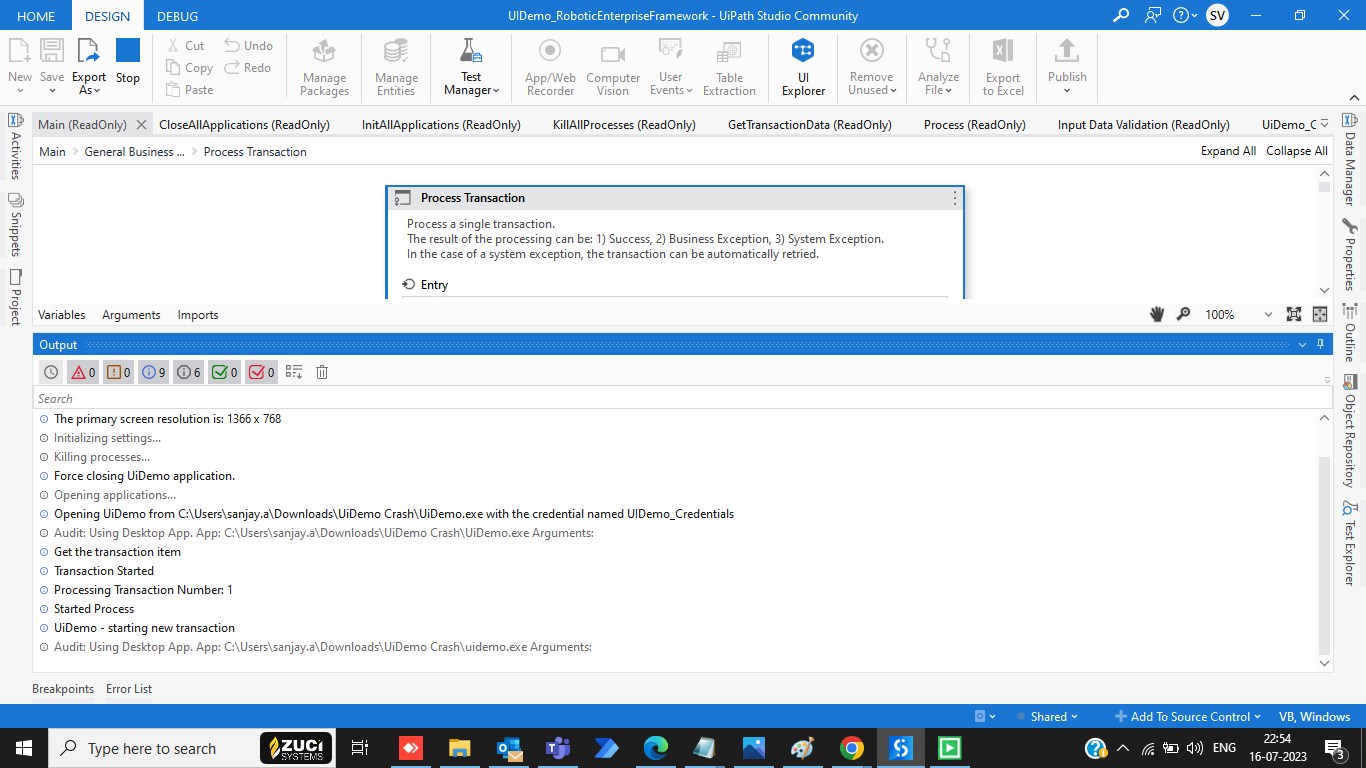 HOME DESIGN DEBUG UIDemo_RoboticEnterpriseFramework - UiPath Studio Community SV
New Save Export As Stop Cut Copy Paste Undo Redo Manage Packages Manage Entities Test Manager App/Web Recorder Computer Vision User Events Table Extraction UI Explorer Remove Unused Analyze File Export to Excel Publish
Main (ReadOnly) CloseAllApplications (ReadOnly) InitAllApplications (ReadOnly) KillAllProcesses (ReadOnly) GetTransactionData (ReadOnly) Process (ReadOnly) Input Data Validation (ReadOnly) UiDemo_C
Main General Business ... Process Transaction Expand All Collapse All
Activities
Snippets
Project
Process Transaction
Process a single transaction.
The result of the processing can be: 1) Success, 2) Business Exception, 3) System Exception.
In the case of a system exception, the transaction can be automatically retried.
Entry
Variables Arguments Imports 100%
Output
0 0 9 6 0 0
Search
The primary screen resolution is: 1366 x 768
Initializing settings...
Killing processes...
Force closing UiDemo application.
Opening applications...
Opening UiDemo from C:\Users\sanjay.a\Downloads\UiDemo Crash\UiDemo.exe with the credential named UIDemo_Credentials
Audit: Using Desktop App. App: C:\Users\sanjay.a\Downloads\UiDemo Crash\UiDemo.exe Arguments:
Get the transaction item
Transaction Started
Processing Transaction Number: 1
Started Process
UiDemo - starting new transaction
Audit: Using Desktop App. App: C:\Users\sanjay.a\Downloads\UiDemo Crash\uidemo.exe Arguments:
Data Manager
Properties
Outline
Object Repository
Test Explorer
Breakpoints Error List
Shared Add To Source Control VB, Windows
Type here to search ZUCI SYSTEMS ENG 22:54
16-07-2023 3